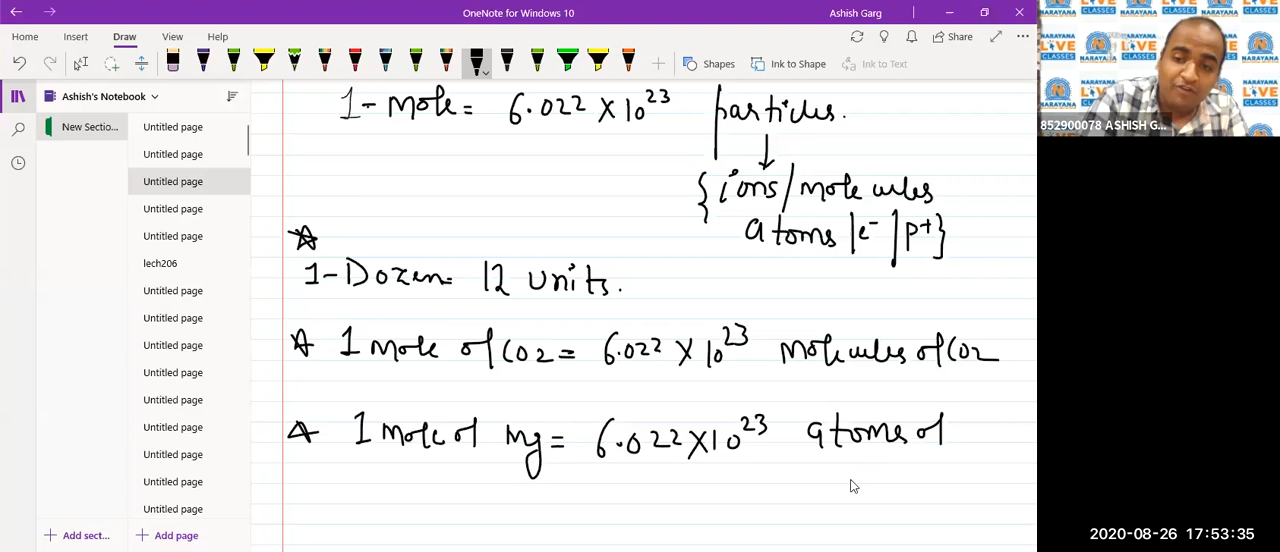 OneNote for Windows 10
Ashish Garg
Home Insert Draw View Help
Share
Shapes
Ink to Shape
Ink to Text
Ashish's Notebook
New Sectio...
Untitled page
Untitled page
Untitled page
Untitled page
Untitled page
lech206
Untitled page
Untitled page
Untitled page
Untitled page
Untitled page
Untitled page
Untitled page
Untitled page
Untitled page
Add sect...
Add page
1-Mole = 6.022 X 10^23 particles.
{ions/molecules
atoms|e-|p+}
1-Dozen = 12 units.
1 Mole of CO2 = 6.022 X 10^23 Molecules of CO2
1 Mole of Mg = 6.022 X 10^23 atoms of
NARAYANA
LIVE
CLASSES
852900078 ASHISH G...
2020-08-26 17:53:35